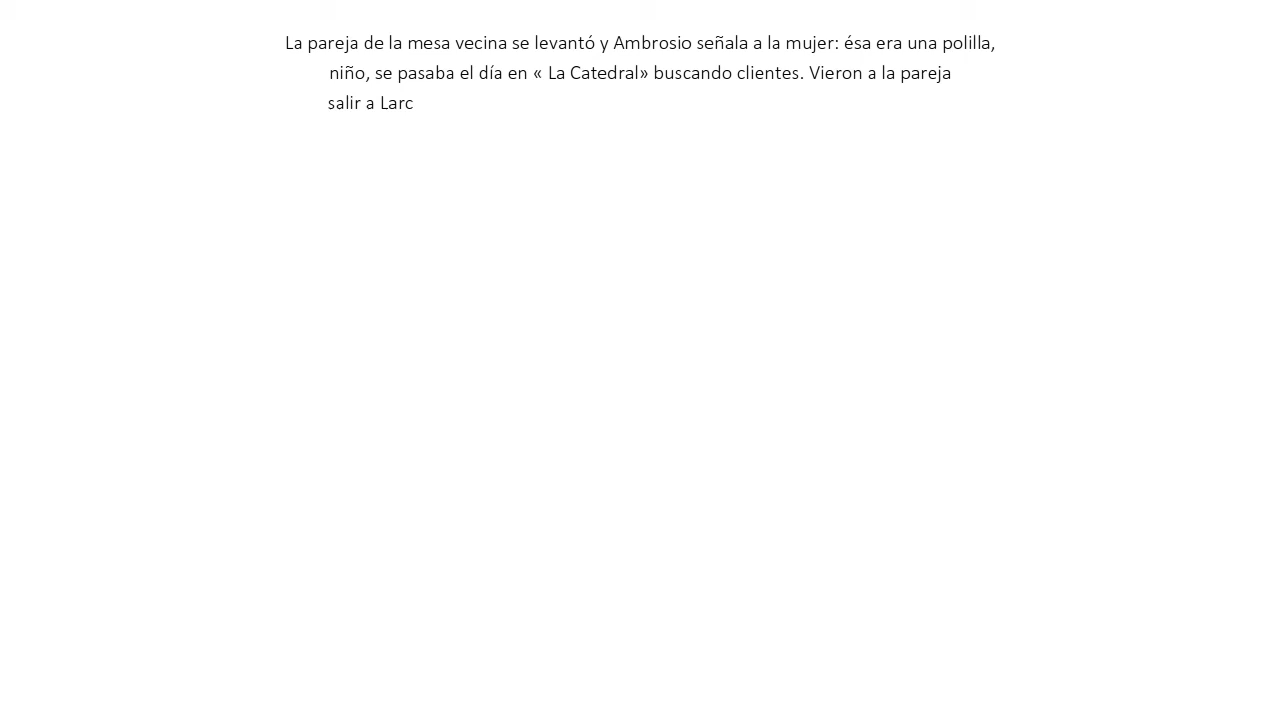 La pareja de la mesa vecina se levantó y Ambrosio señala a la mujer: ésa era una polilla,
niño, se pasaba el día en « La Catedral» buscando clientes. Vieron a la pareja
salir a Larc